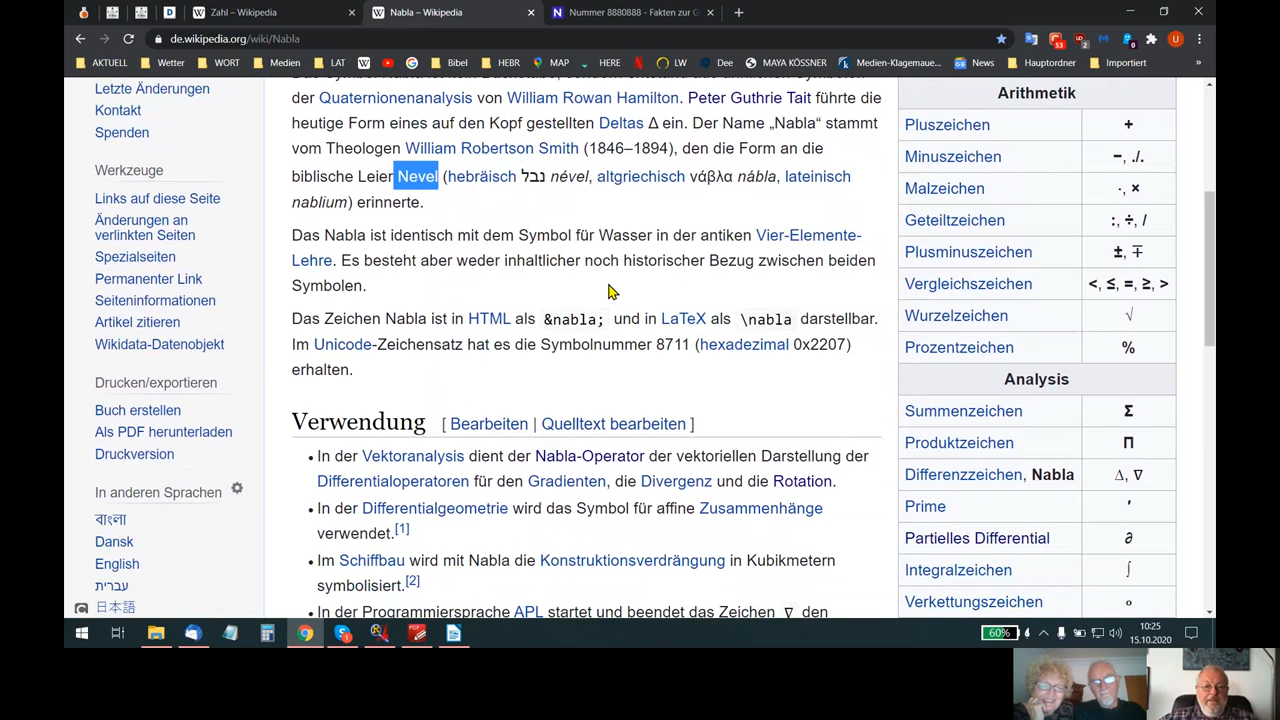 Zahl – Wikipedia
Nabla – Wikipedia
Nummer 8880888 - Fakten zur G
de.wikipedia.org/wiki/Nabla
AKTUELL Wetter WORT Medien LAT Bibel HEBR MAP HERE LW Dee MAYA KÖSSNER Medien-Klagemaue... News Hauptordner Importiert »
Letzte Änderungen
Kontakt
Spenden
Werkzeuge
Links auf diese Seite
Änderungen an
verlinkten Seiten
Spezialseiten
Permanenter Link
Seiteninformationen
Artikel zitieren
Wikidata-Datenobjekt
Drucken/exportieren
Buch erstellen
Als PDF herunterladen
Druckversion
In anderen Sprachen
বাংলা
Dansk
English
עברית
日本語
der Quaternionenanalysis von William Rowan Hamilton. Peter Guthrie Tait führte die
heutige Form eines auf den Kopf gestellten Deltas Δ ein. Der Name „Nabla“ stammt
vom Theologen William Robertson Smith (1846–1894), den die Form an die
biblische Leier Nevel (hebräisch נבל névél, altgriechisch νάβλα nábla, lateinisch
nablium) erinnerte.
Das Nabla ist identisch mit dem Symbol für Wasser in der antiken Vier-Elemente-
Lehre. Es besteht aber weder inhaltlicher noch historischer Bezug zwischen beiden
Symbolen.
Das Zeichen Nabla ist in HTML als &nabla; und in LaTeX als \nabla darstellbar.
Im Unicode-Zeichensatz hat es die Symbolnummer 8711 (hexadezimal 0x2207)
erhalten.
Verwendung [ Bearbeiten | Quelltext bearbeiten ]
• In der Vektoranalysis dient der Nabla-Operator der vektoriellen Darstellung der
Differentialoperatoren für den Gradienten, die Divergenz und die Rotation.
• In der Differentialgeometrie wird das Symbol für affine Zusammenhänge
verwendet.[1]
• Im Schiffbau wird mit Nabla die Konstruktionsverdrängung in Kubikmetern
symbolisiert.[2]
• In der Programmiersprache APL startet und beendet das Zeichen ∇ den
Arithmetik
Pluszeichen +
Minuszeichen −, ./.
Malzeichen ·, ×
Geteiltzeichen :, ÷, /
Plusminuszeichen ±, ∓
Vergleichszeichen <, ≤, =, ≥, >
Wurzelzeichen √
Prozentzeichen %
Analysis
Summenzeichen Σ
Produktzeichen Π
Differenzzeichen, Nabla ∆, ∇
Prime ′
Partielles Differential ∂
Integralzeichen ∫
Verkettungszeichen ∘
60%
10:25
15.10.2020